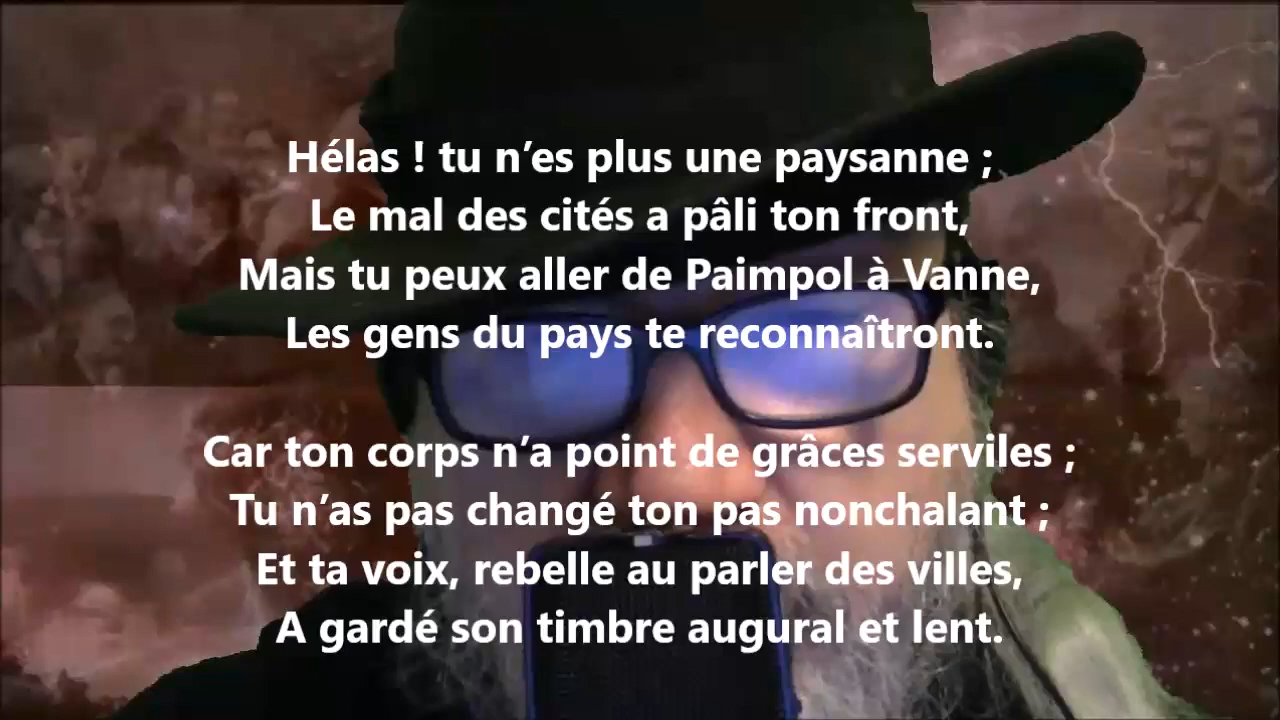 Hélas ! tu n’es plus une paysanne ;
Le mal des cités a pâli ton front,
Mais tu peux aller de Paimpol à Vanne,
Les gens du pays te reconnaîtront.
Car ton corps n’a point de grâces serviles ;
Tu n’as pas changé ton pas nonchalant ;
Et ta voix, rebelle au parler des villes,
A gardé son timbre augural et lent.